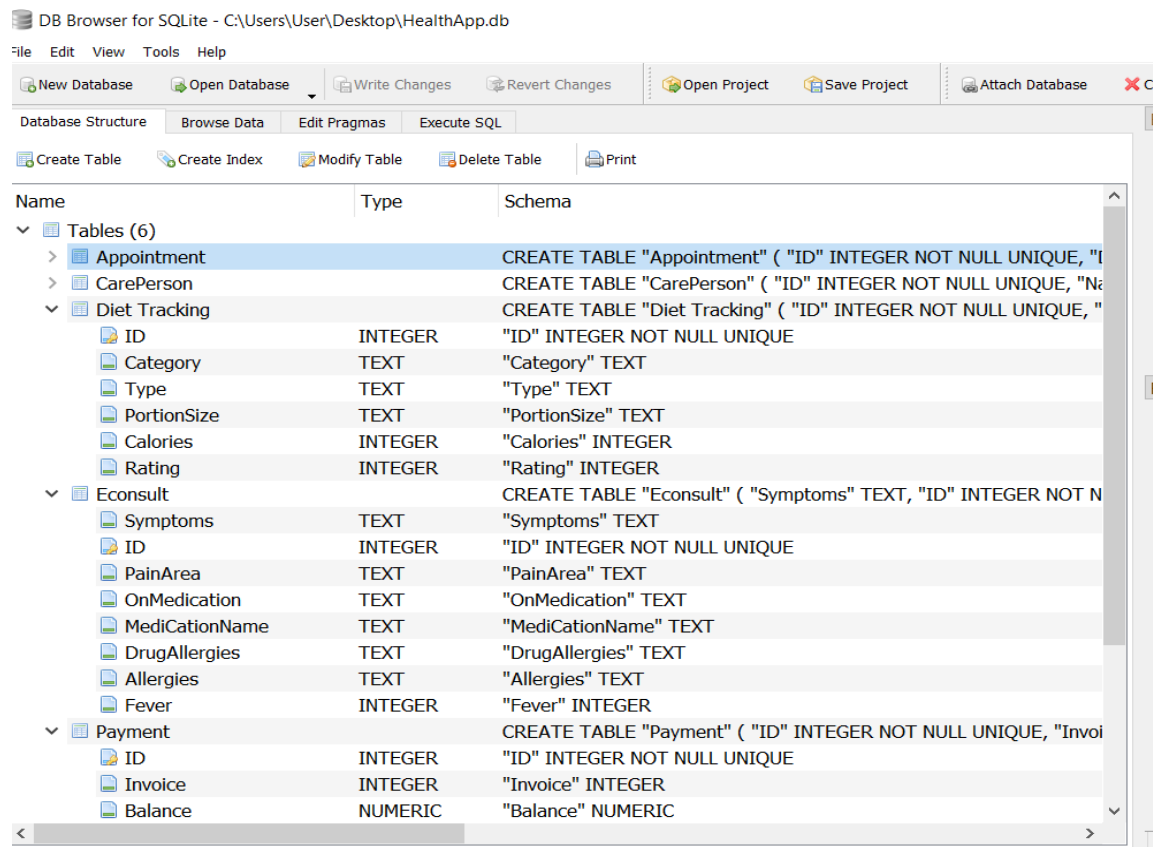 DB Browser for SQLite - C:\Users\User\Desktop\HealthApp.db
File Edit View Tools Help
New Database Open Database Write Changes Revert Changes Open Project Save Project Attach Database C
Database Structure Browse Data Edit Pragmas Execute SQL
Create Table Create Index Modify Table Delete Table Print
Name Type Schema
Tables (6)
Appointment CREATE TABLE "Appointment" ( "ID" INTEGER NOT NULL UNIQUE, "D
CarePerson CREATE TABLE "CarePerson" ( "ID" INTEGER NOT NULL UNIQUE, "Na
Diet Tracking CREATE TABLE "Diet Tracking" ( "ID" INTEGER NOT NULL UNIQUE, "
ID INTEGER "ID" INTEGER NOT NULL UNIQUE
Category TEXT "Category" TEXT
Type TEXT "Type" TEXT
PortionSize TEXT "PortionSize" TEXT
Calories INTEGER "Calories" INTEGER
Rating INTEGER "Rating" INTEGER
Econsult CREATE TABLE "Econsult" ( "Symptoms" TEXT, "ID" INTEGER NOT N
Symptoms TEXT "Symptoms" TEXT
ID INTEGER "ID" INTEGER NOT NULL UNIQUE
PainArea TEXT "PainArea" TEXT
OnMedication TEXT "OnMedication" TEXT
MediCationName TEXT "MediCationName" TEXT
DrugAllergies TEXT "DrugAllergies" TEXT
Allergies TEXT "Allergies" TEXT
Fever INTEGER "Fever" INTEGER
Payment CREATE TABLE "Payment" ( "ID" INTEGER NOT NULL UNIQUE, "Invoi
ID INTEGER "ID" INTEGER NOT NULL UNIQUE
Invoice INTEGER "Invoice" INTEGER
Balance NUMERIC "Balance" NUMERIC